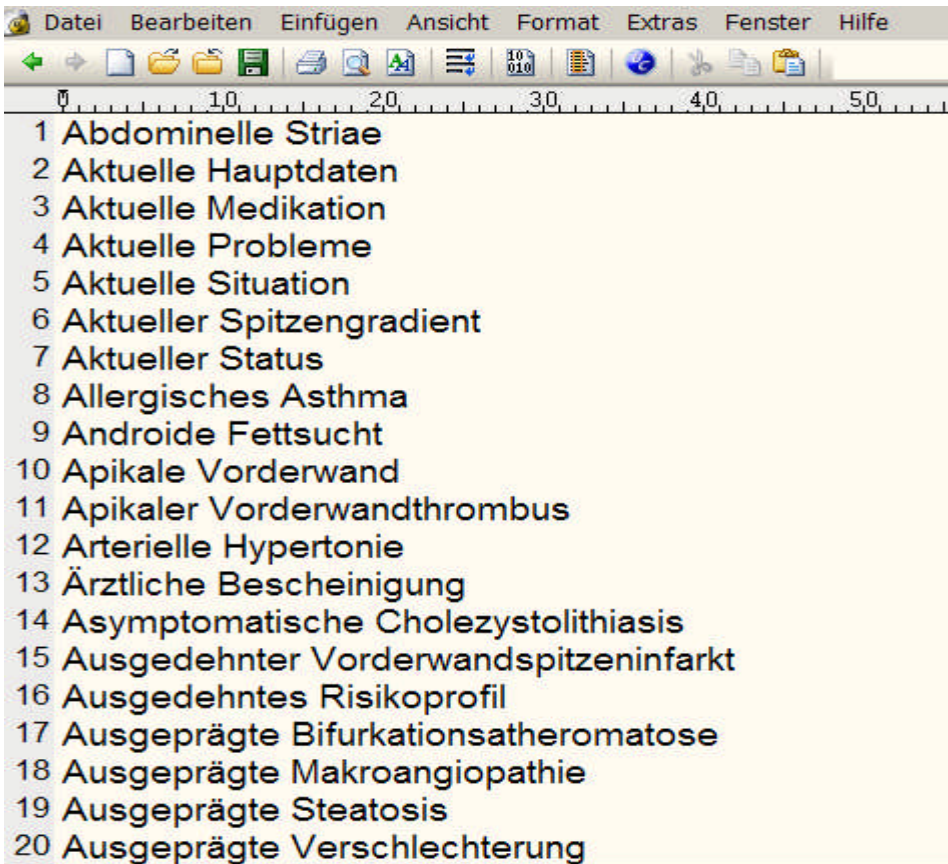 Datei Bearbeiten Einfügen Ansicht Format Extras Fenster Hilfe
0 1,0 2,0 3,0 4,0 5,0
1 Abdominelle Striae
2 Aktuelle Hauptdaten
3 Aktuelle Medikation
4 Aktuelle Probleme
5 Aktuelle Situation
6 Aktueller Spitzengradient
7 Aktueller Status
8 Allergisches Asthma
9 Androide Fettsucht
10 Apikale Vorderwand
11 Apikaler Vorderwandthrombus
12 Arterielle Hypertonie
13 Ärztliche Bescheinigung
14 Asymptomatische Cholezystolithiasis
15 Ausgedehnter Vorderwandspitzeninfarkt
16 Ausgedehntes Risikoprofil
17 Ausgeprägte Bifurkationsatheromatose
18 Ausgeprägte Makroangiopathie
19 Ausgeprägte Steatosis
20 Ausgeprägte Verschlechterung